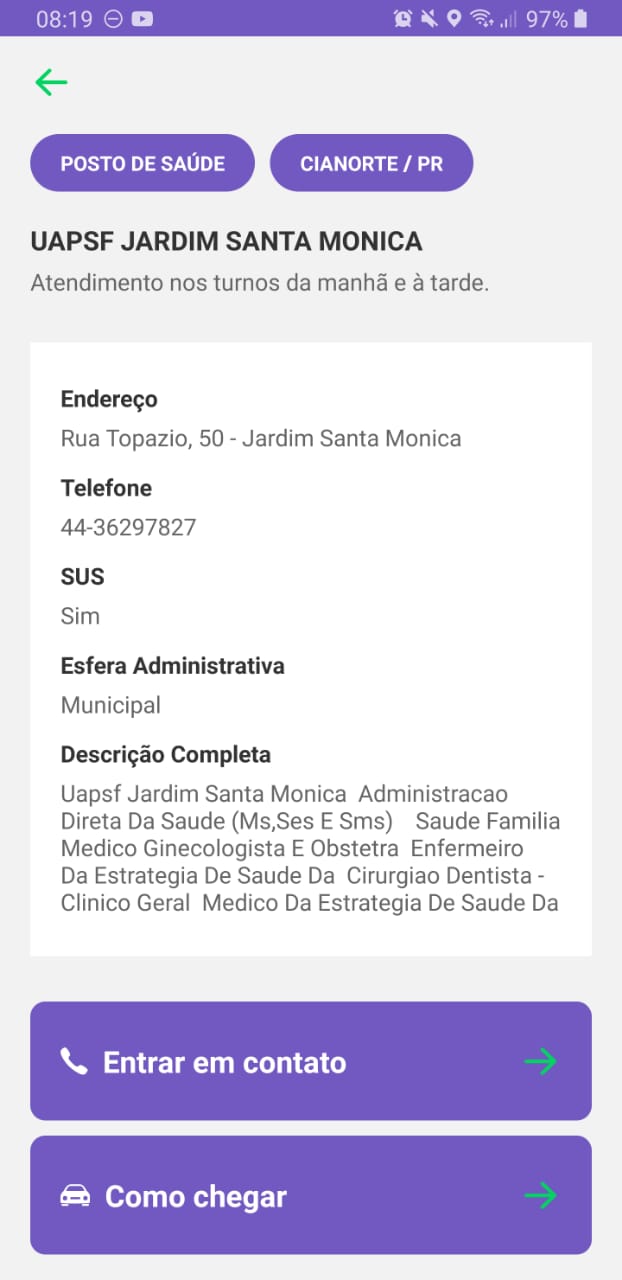 08:19 97%
POSTO DE SAÚDE CIANORTE / PR
UAPSF JARDIM SANTA MONICA
Atendimento nos turnos da manhã e à tarde.
Endereço
Rua Topazio, 50 - Jardim Santa Monica
Telefone
44-36297827
SUS
Sim
Esfera Administrativa
Municipal
Descrição Completa
Uapsf Jardim Santa Monica  Administracao
Direta Da Saude (Ms,Ses E Sms)    Saude Familia
Medico Ginecologista E Obstetra  Enfermeiro
Da Estrategia De Saude Da  Cirurgiao Dentista -
Clinico Geral  Medico Da Estrategia De Saude Da
Entrar em contato
Como chegar